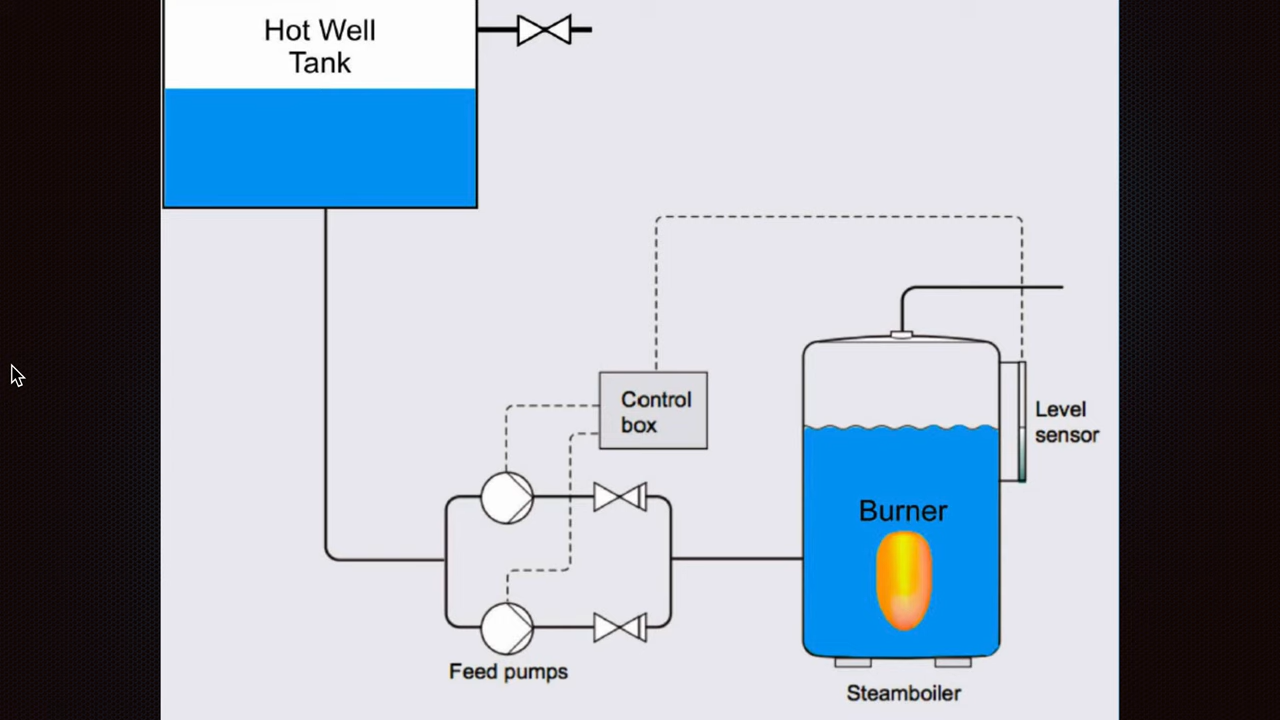 Hot Well
Tank
Control
box
Level
sensor
Burner
Feed pumps
Steamboiler